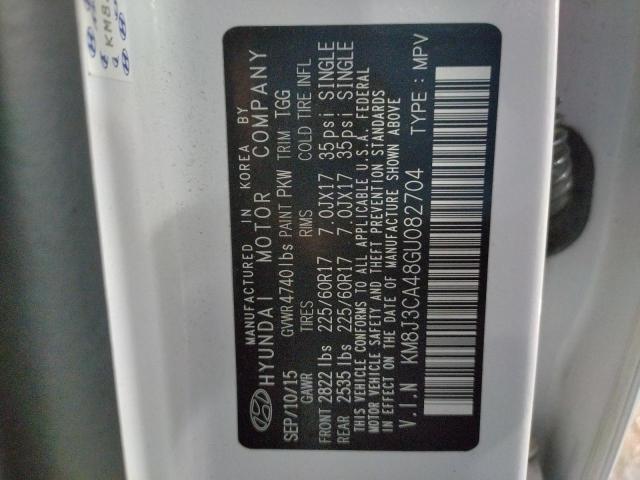 KM8
MANUFACTURED IN KOREA BY
HYUNDAI MOTOR COMPANY
SEP/10/15 GVWR4740lbs PAINT PKW TRIM TGG
GAWR TIRES RIMS COLD TIRE INFL
FRONT 2822 lbs 225/60R17 7.0JX17 35psi SINGLE
REAR 2535 lbs 225/60R17 7.0JX17 35psi SINGLE
THIS VEHICLE CONFORMS TO ALL APPLICABLE U.S.A. FEDERAL
MOTOR VEHICLE SAFETY AND THEFT PREVENTION STANDARDS
IN EFFECT ON THE DATE OF MANUFACTURE SHOWN ABOVE
V.I.N KM8J3CA48GU082704 TYPE : MPV